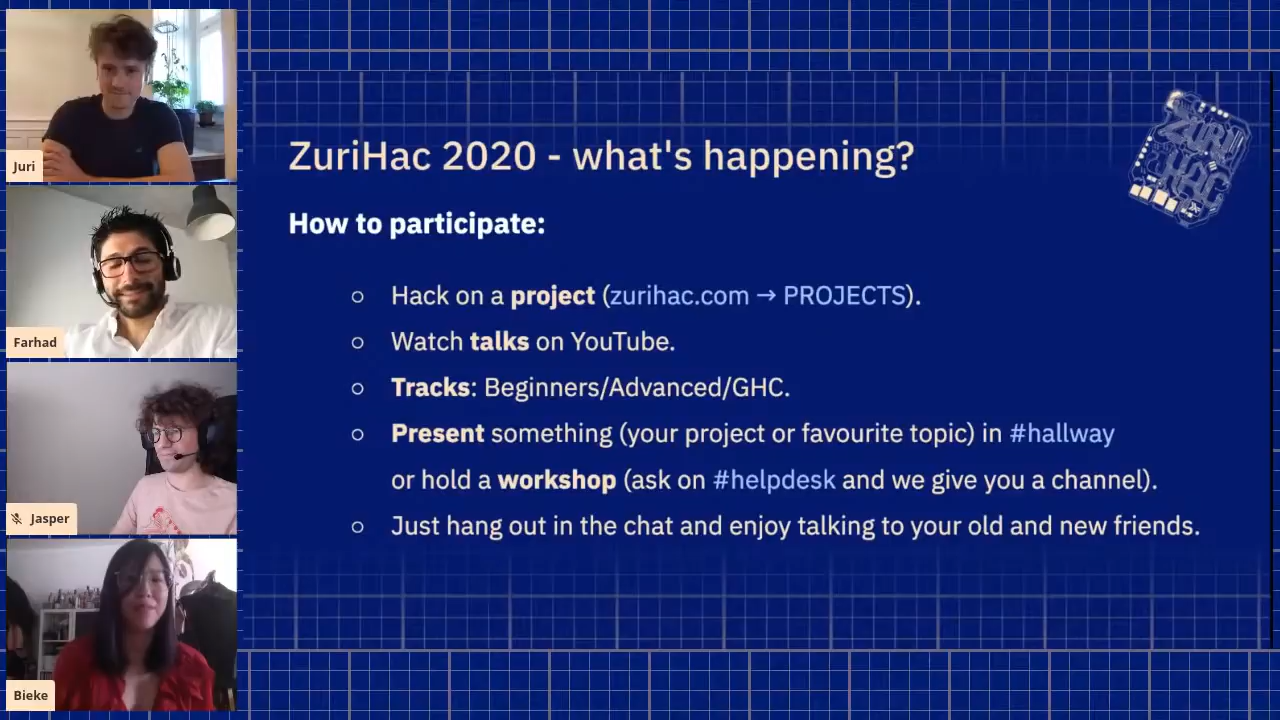 Juri
Farhad
Jasper
Bieke
ZURI
HAC
ZuriHac 2020 - what's happening?
How to participate:
○ Hack on a project (zurihac.com → PROJECTS).
○ Watch talks on YouTube.
○ Tracks: Beginners/Advanced/GHC.
○ Present something (your project or favourite topic) in #hallway
or hold a workshop (ask on #helpdesk and we give you a channel).
○ Just hang out in the chat and enjoy talking to your old and new friends.